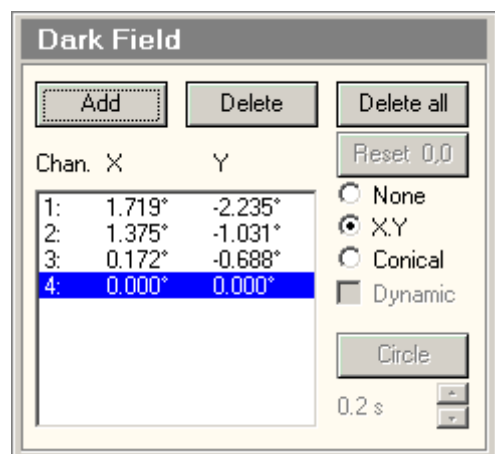 Dark Field
Add Delete Delete all
Reset 0,0
Chan. X Y
1: 1.719° -2.235°
2: 1.375° -1.031°
3: 0.172° -0.688°
4: 0.000° 0.000°
None
X.Y
Conical
Dynamic
Circle
0.2 s